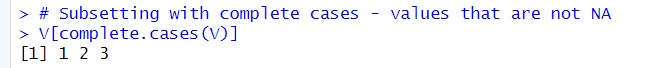 > # Subsetting with complete cases - values that are not NA
> V[complete.cases(V)]
[1] 1 2 3